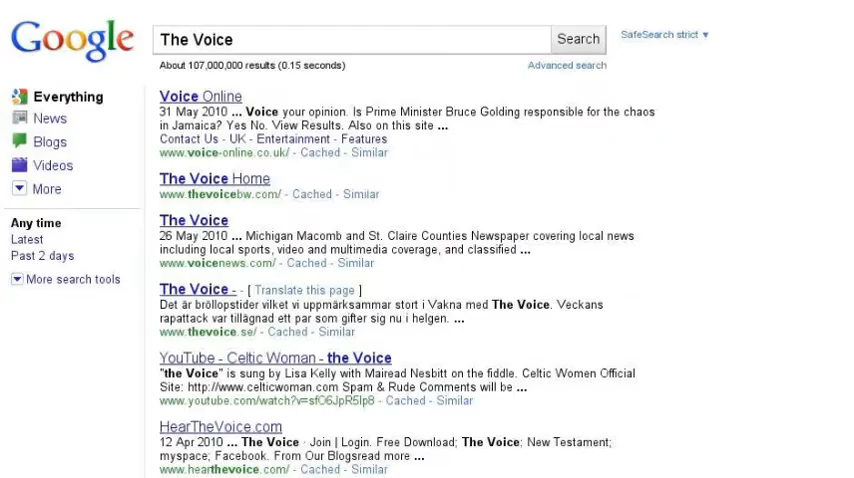 Google
The Voice
Search
SafeSearch strict ▼
About 107,000,000 results (0.15 seconds)
Advanced search
Everything
News
Blogs
Videos
More
Any time
Latest
Past 2 days
More search tools
Voice Online
31 May 2010 ... Voice your opinion. Is Prime Minister Bruce Golding responsible for the chaos
in Jamaica? Yes No. View Results. Also on this site ...
Contact Us - UK - Entertainment - Features
www.voice-online.co.uk/ - Cached - Similar
The Voice Home
www.thevoicebw.com/ - Cached - Similar
The Voice
26 May 2010 ... Michigan Macomb and St. Claire Counties Newspaper covering local news
including local sports, video and multimedia coverage, and classified ...
www.voicenews.com/ - Cached - Similar
The Voice - - [ Translate this page ]
Det är bröllopstider vilket vi uppmärksammar stort i Vakna med The Voice. Veckans
rapattack var tillägnad ett par som gifter sig nu i helgen. ...
www.thevoice.se/ - Cached - Similar
YouTube - Celtic Woman - the Voice
"the Voice" is sung by Lisa Kelly with Mairead Nesbitt on the fiddle. Celtic Women Official
Site: http://www.celticwoman.com Spam & Rude Comments will be ...
www.youtube.com/watch?v=sfO6JpR5Ip8 - Cached - Similar
HearTheVoice.com
12 Apr 2010 ... The Voice · Join | Login. Free Download; The Voice; New Testament;
myspace; Facebook. From Our Blogsread more ...
www.hearthevoice.com/ - Cached - Similar